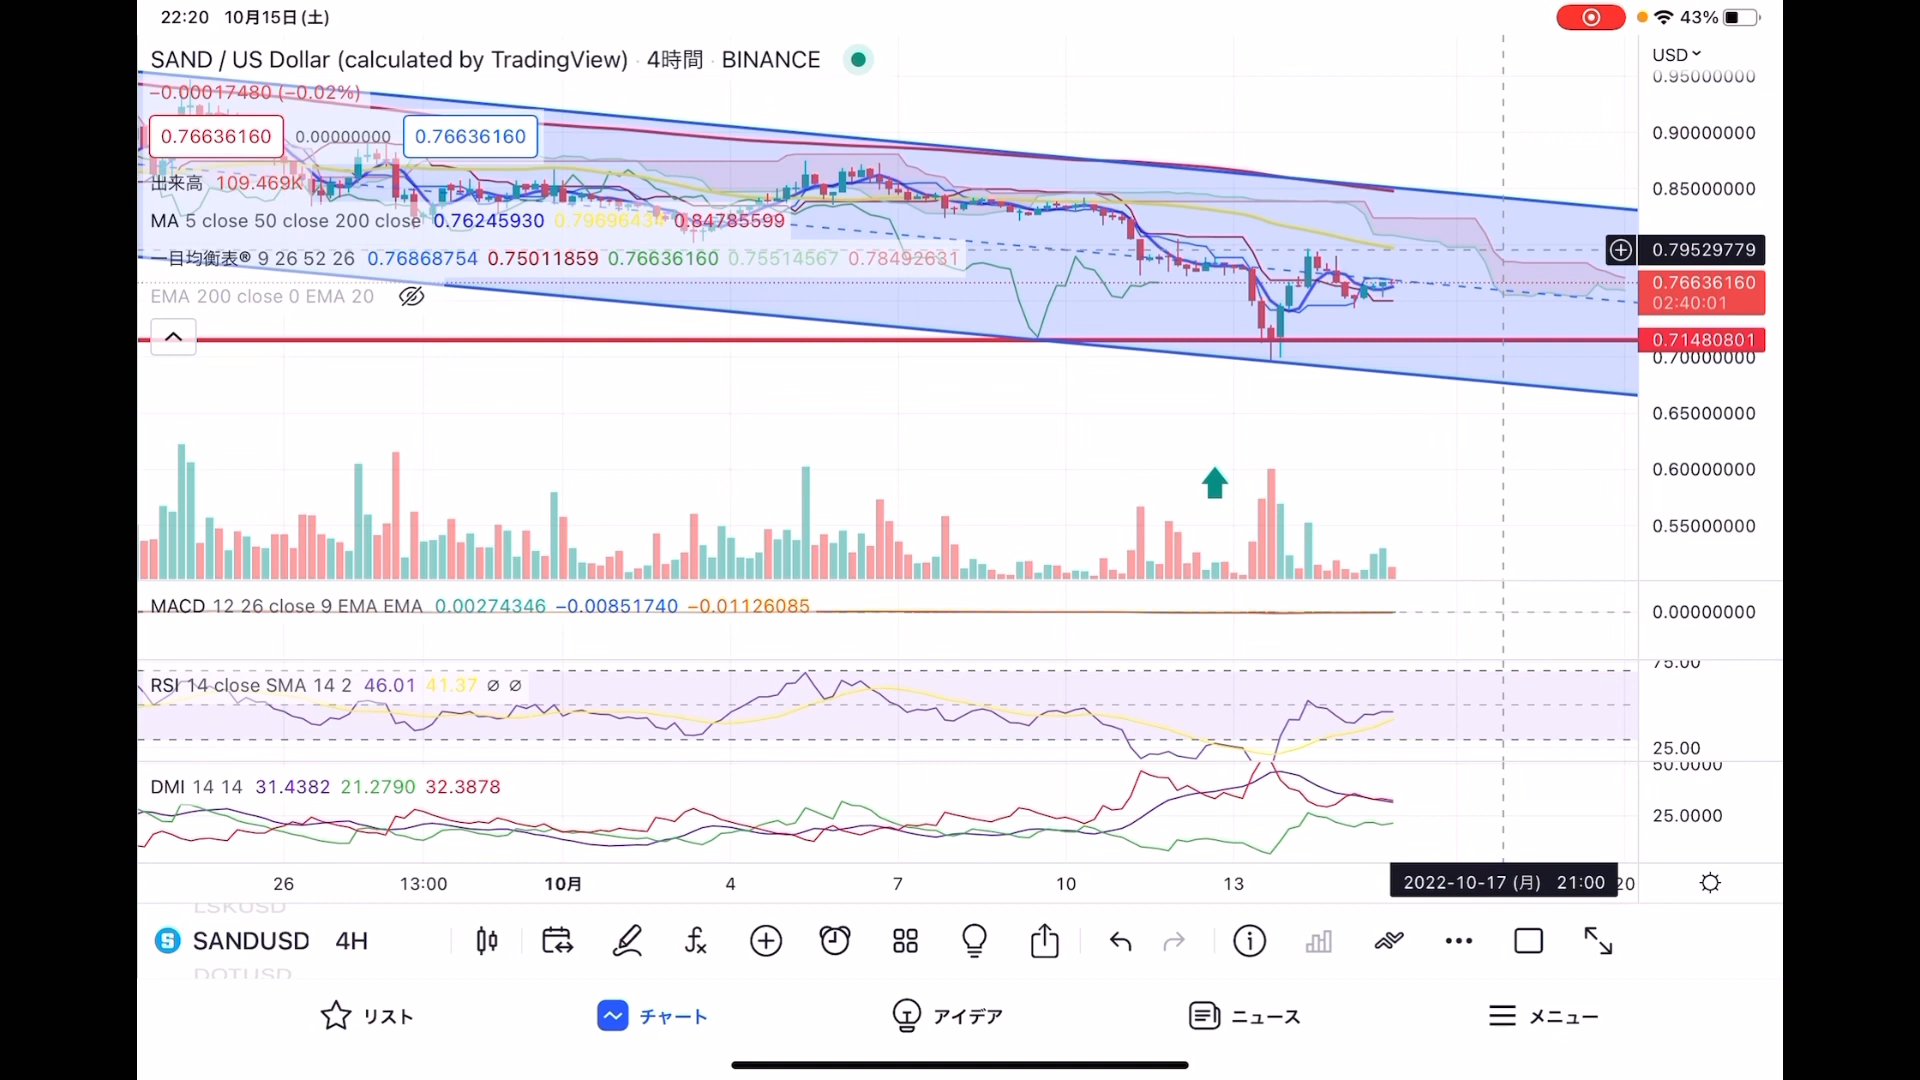 22:20 10月15日(土)
43%
SAND / US Dollar (calculated by TradingView) · 4時間 · BINANCE
USD
−0.00017480 (−0.02%)
0.95000000
0.76636160 0.00000000 0.76636160
0.90000000
出来高 109.469K
0.85000000
MA 5 close 50 close 200 close 0.76245930 0.79696434 0.84785599
0.79529779
一目均衡表® 9 26 52 26 0.76868754 0.75011859 0.76636160 0.75514567 0.78492631
0.76636160
02:40:01
EMA 200 close 0 EMA 20
0.71480801
0.70000000
0.65000000
0.60000000
0.55000000
MACD 12 26 close 9 EMA EMA 0.00274346 −0.00851740 −0.01126085
0.00000000
75.00
RSI 14 close SMA 14 2 46.01 41.37 ∅ ∅
25.00
50.0000
DMI 14 14 31.4382 21.2790 32.3878
25.0000
26 13:00 10月 4 7 10 13 2022-10-17 (月) 21:00 20
LSKUSD
SANDUSD 4H
DOTUSD
リスト チャート アイデア ニュース メニュー